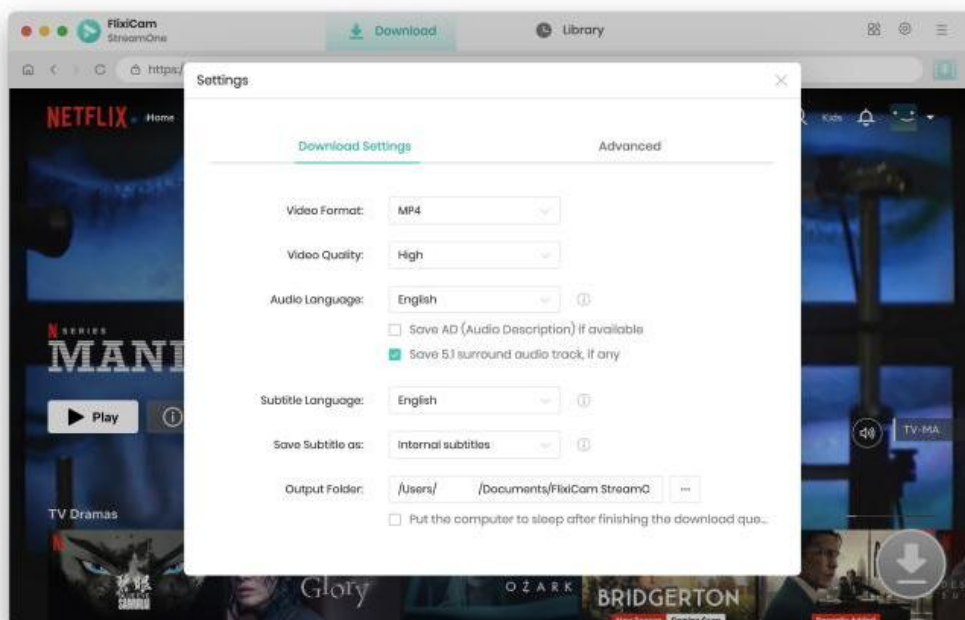 FlixiCam
StreamOne
Download
Library
https:/
Settings
NETFLIX
Home
Kids
Download Settings
Advanced
Video Format:
MP4
Video Quality:
High
Audio Language:
English
Save AD (Audio Description) if available
Save 5.1 surround audio track, if any
N SERIES
MANI
Subtitle Language:
English
Play
Save Subtitle as:
Internal subtitles
TV-MA
Output Folder:
/Users/ /Documents/FlixiCam StreamO
...
Put the computer to sleep after finishing the download que...
TV Dramas
N
SAMURAI
Glory
OZARK
BRIDGERTON
Recently Added